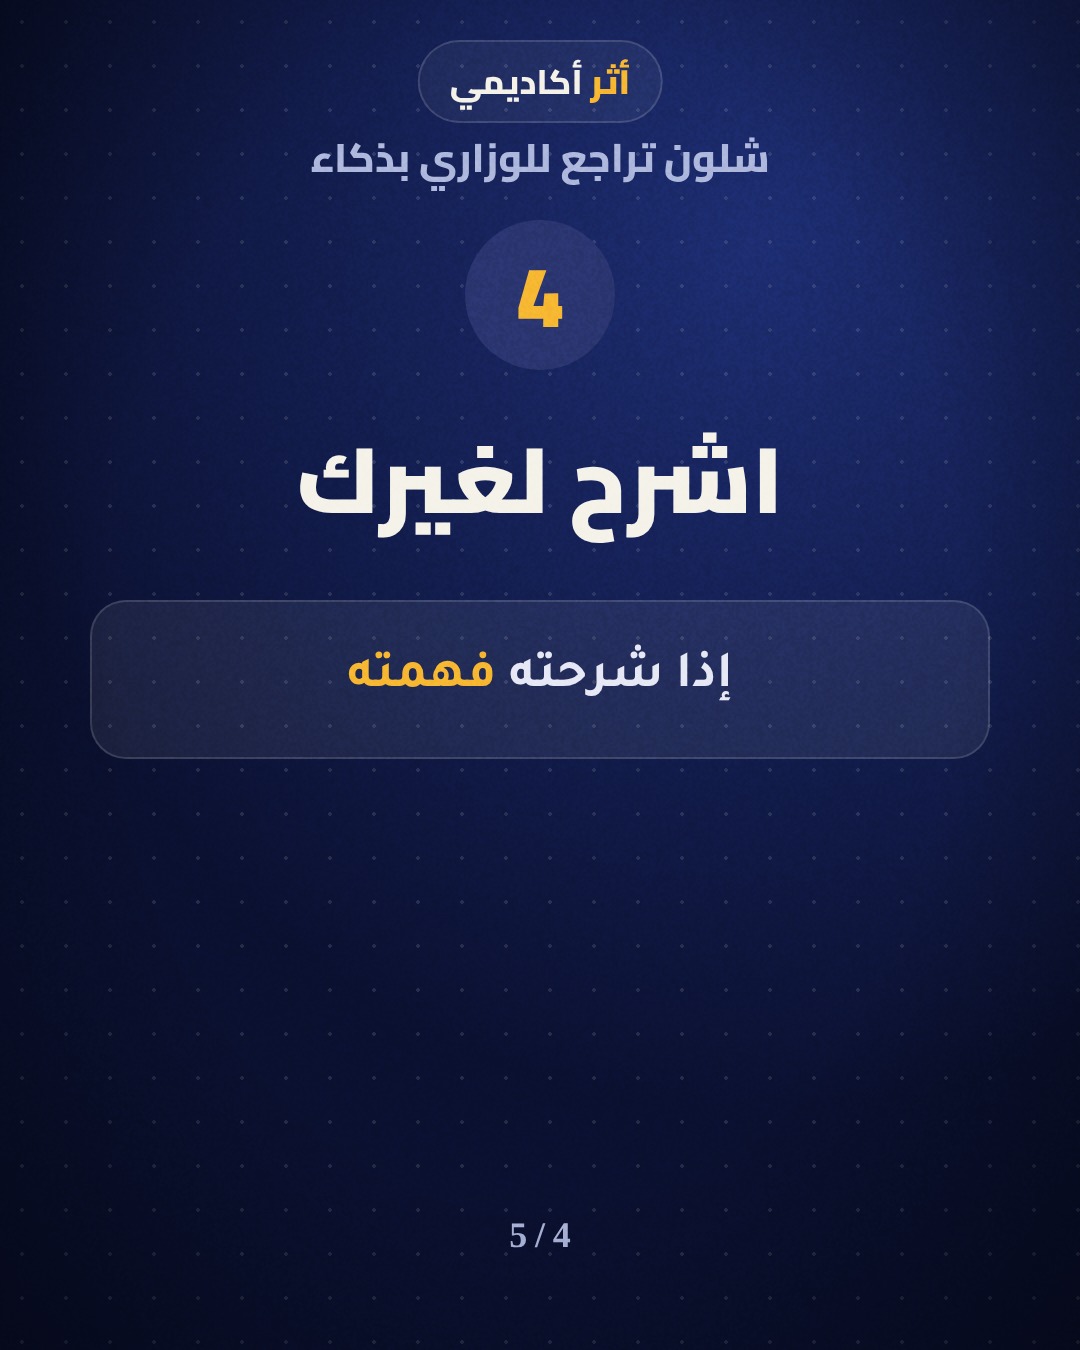 أثر أكاديمي
شلون تراجع للوزاري بذكاء
4
اشرح لغيرك
إذا شرحته فهمته
5 / 4